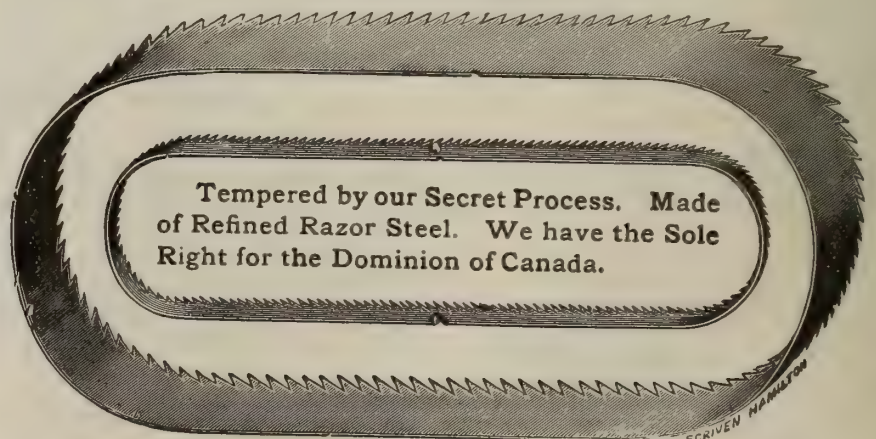 Tempered by our Secret Process. Made
of Refined Razor Steel. We have the Sole
Right for the Dominion of Canada.
SCRIVEN HAMILTON